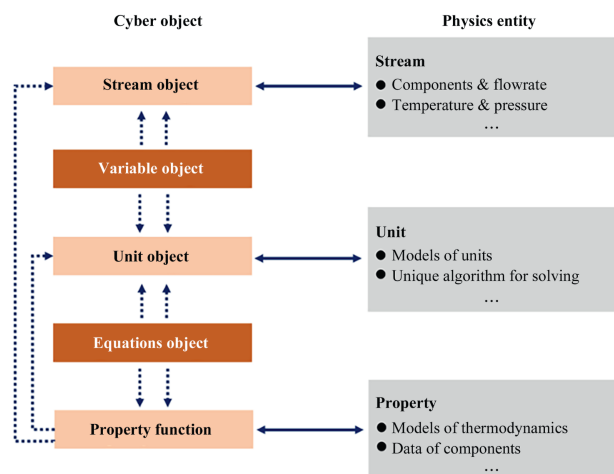 Cyber object
Physics entity
Stream object
Stream
● Components & flowrate
● Temperature & pressure
...
Variable object
Unit object
Unit
● Models of units
● Unique algorithm for solving
...
Equations object
Property function
Property
● Models of thermodynamics
● Data of components
...